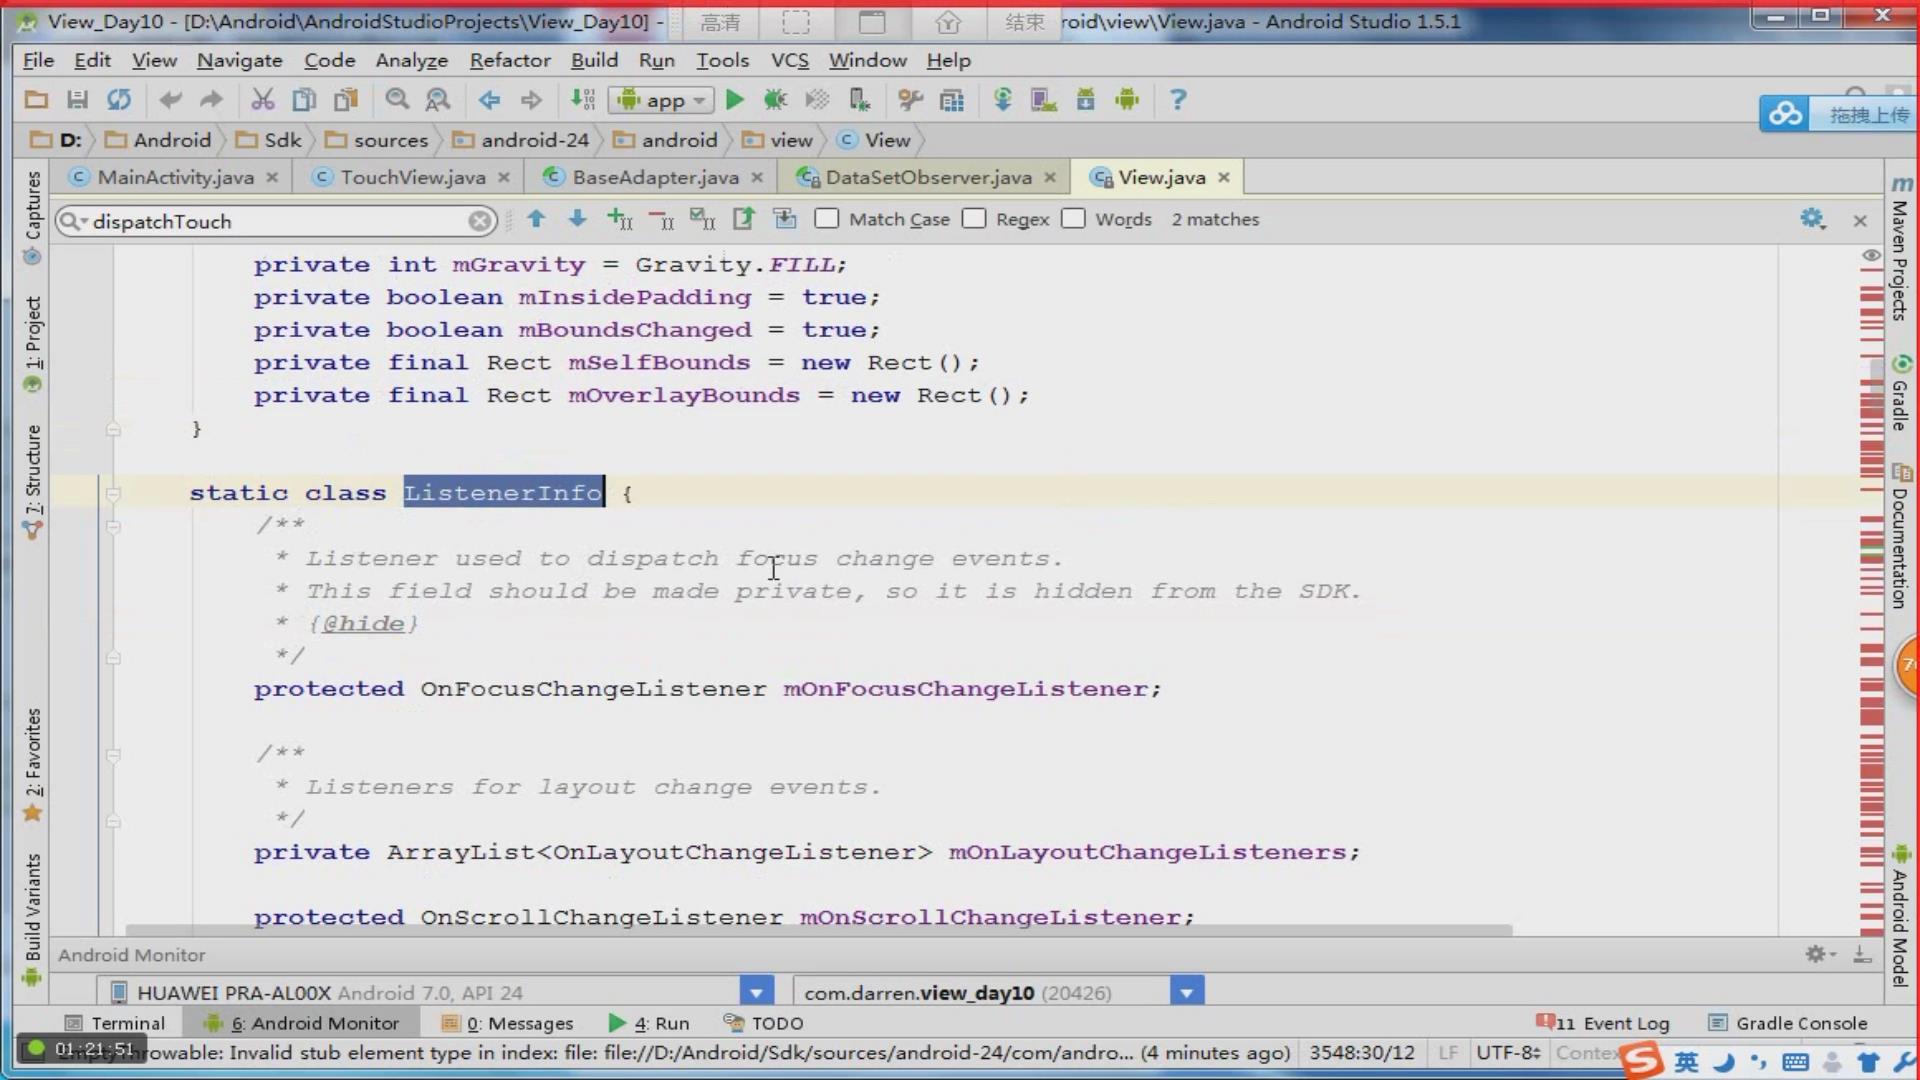 View_Day10 - [D:\Android\AndroidStudioProjects\View_Day10] -
高清
结束
roid\view\View.java - Android Studio 1.5.1
File Edit View Navigate Code Analyze Refactor Build Run Tools VCS Window Help
app
拖拽上传
D: Android Sdk sources android-24 android view View
MainActivity.java TouchView.java BaseAdapter.java DataSetObserver.java View.java
dispatchTouch
Match Case Regex Words 2 matches
private int mGravity = Gravity.FILL;
private boolean mInsidePadding = true;
private boolean mBoundsChanged = true;
private final Rect mSelfBounds = new Rect();
private final Rect mOverlayBounds = new Rect();
}
static class ListenerInfo {
/**
* Listener used to dispatch focus change events.
* This field should be made private, so it is hidden from the SDK.
* {@hide}
*/
protected OnFocusChangeListener mOnFocusChangeListener;
/**
* Listeners for layout change events.
*/
private ArrayList<OnLayoutChangeListener> mOnLayoutChangeListeners;
protected OnScrollChangeListener mOnScrollChangeListener;
Captures
1: Project
7: Structure
2: Favorites
Build Variants
Maven Projects
Gradle
Documentation
Android Model
Android Monitor
HUAWEI PRA-AL00X Android 7.0, API 24
com.darren.view_day10 (20426)
Terminal 6: Android Monitor 0: Messages 4: Run TODO
11 Event Log Gradle Console
01:21:51
Throwable: Invalid stub element type in index: file: file://D:/Android/Sdk/sources/android-24/com/andro... (4 minutes ago)
3548:30/12 LF UTF-8
英